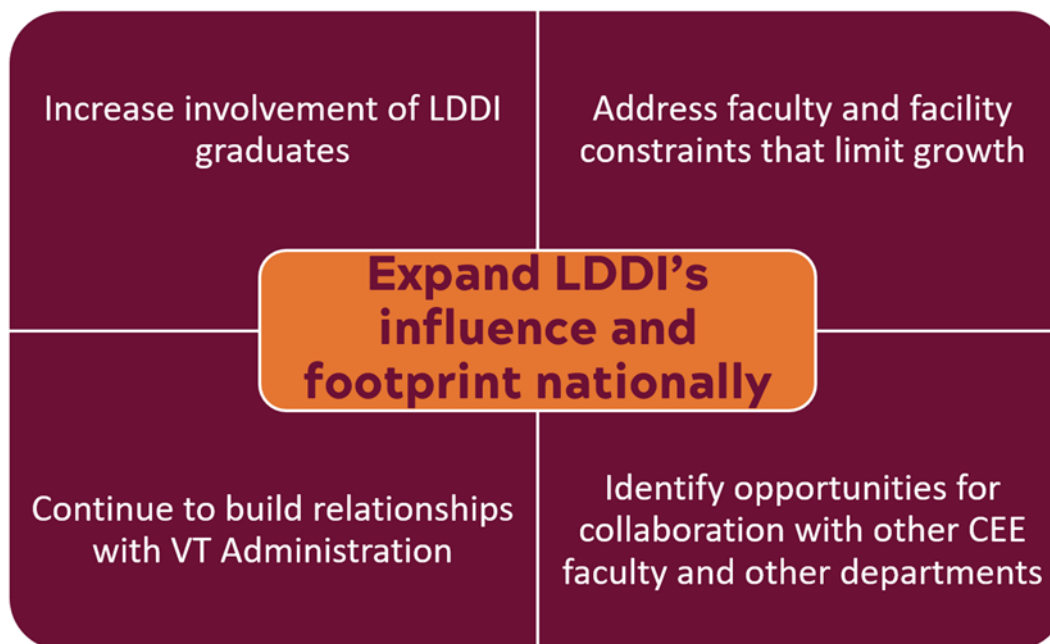 Increase involvement of LDDI
graduates
Address faculty and facility
constraints that limit growth
Expand LDDI's
influence and
footprint nationally
Continue to build relationships
with VT Administration
Identify opportunities for
collaboration with other CEE
faculty and other departments